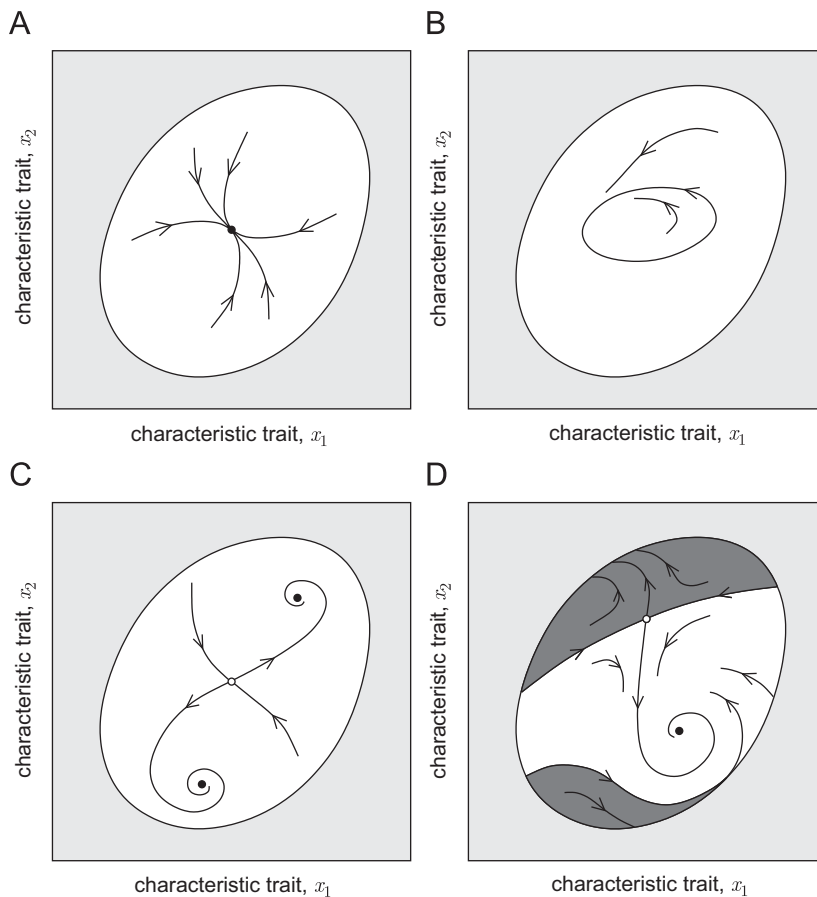 A
B
characteristic trait, x₂
characteristic trait, x₂
characteristic trait, x₁
characteristic trait, x₁
C
D
characteristic trait, x₂
characteristic trait, x₂
characteristic trait, x₁
characteristic trait, x₁